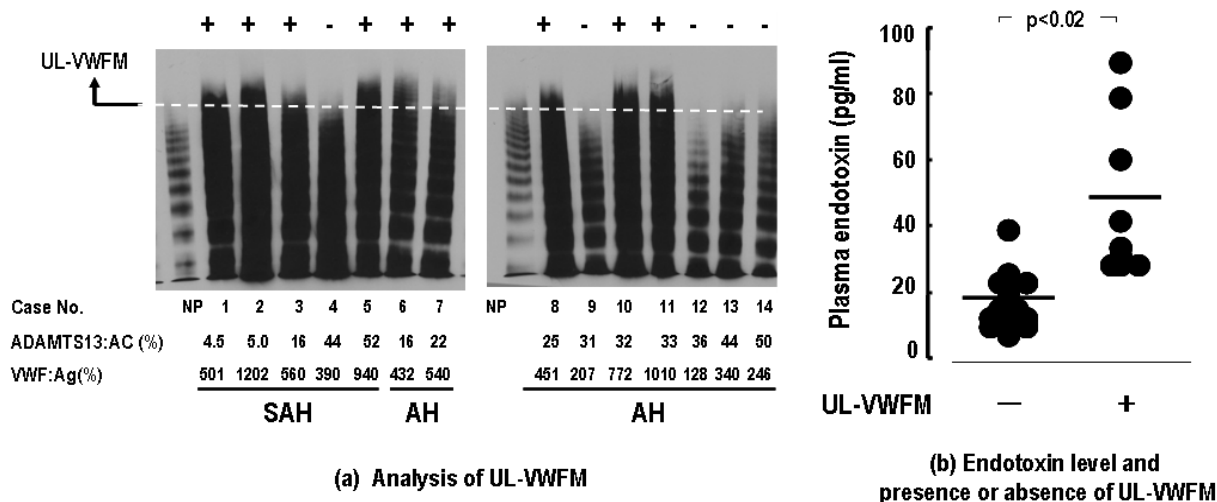 + + + - + + + + - + + - - -
UL-VWFM
Case No. NP 1 2 3 4 5 6 7 NP 8 9 10 11 12 13 14
ADAMTS13:AC (%) 4.5 5.0 16 44 52 16 22 25 31 32 33 36 44 50
VWF:Ag(%) 501 1202 560 390 940 432 540 451 207 772 1010 128 340 246
SAH AH AH
(a) Analysis of UL-VWFM
p<0.02
Plasma endotoxin (pg/ml)
100
80
60
40
20
0
UL-VWFM — +
(b) Endotoxin level and
presence or absence of UL-VWFM